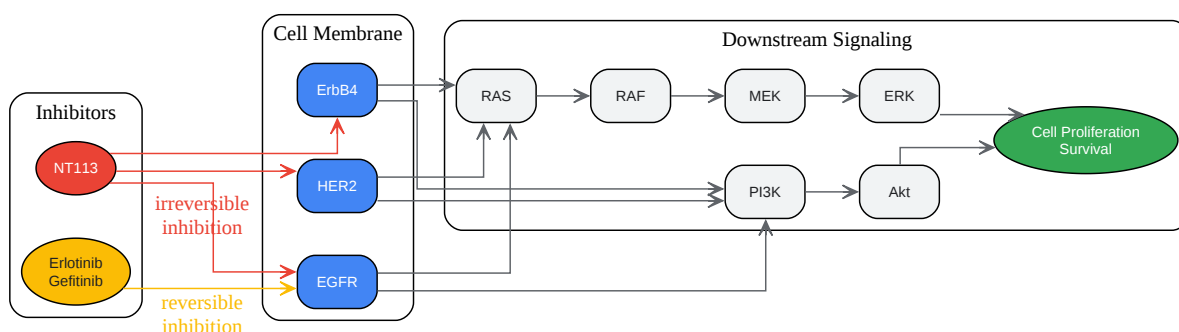 Inhibitors
NT113
Erlotinib
Gefitinib
irreversible
inhibition
reversible
inhibition
Cell Membrane
ErbB4
HER2
EGFR
Downstream Signaling
RAS
RAF
MEK
ERK
PI3K
Akt
Cell Proliferation
Survival